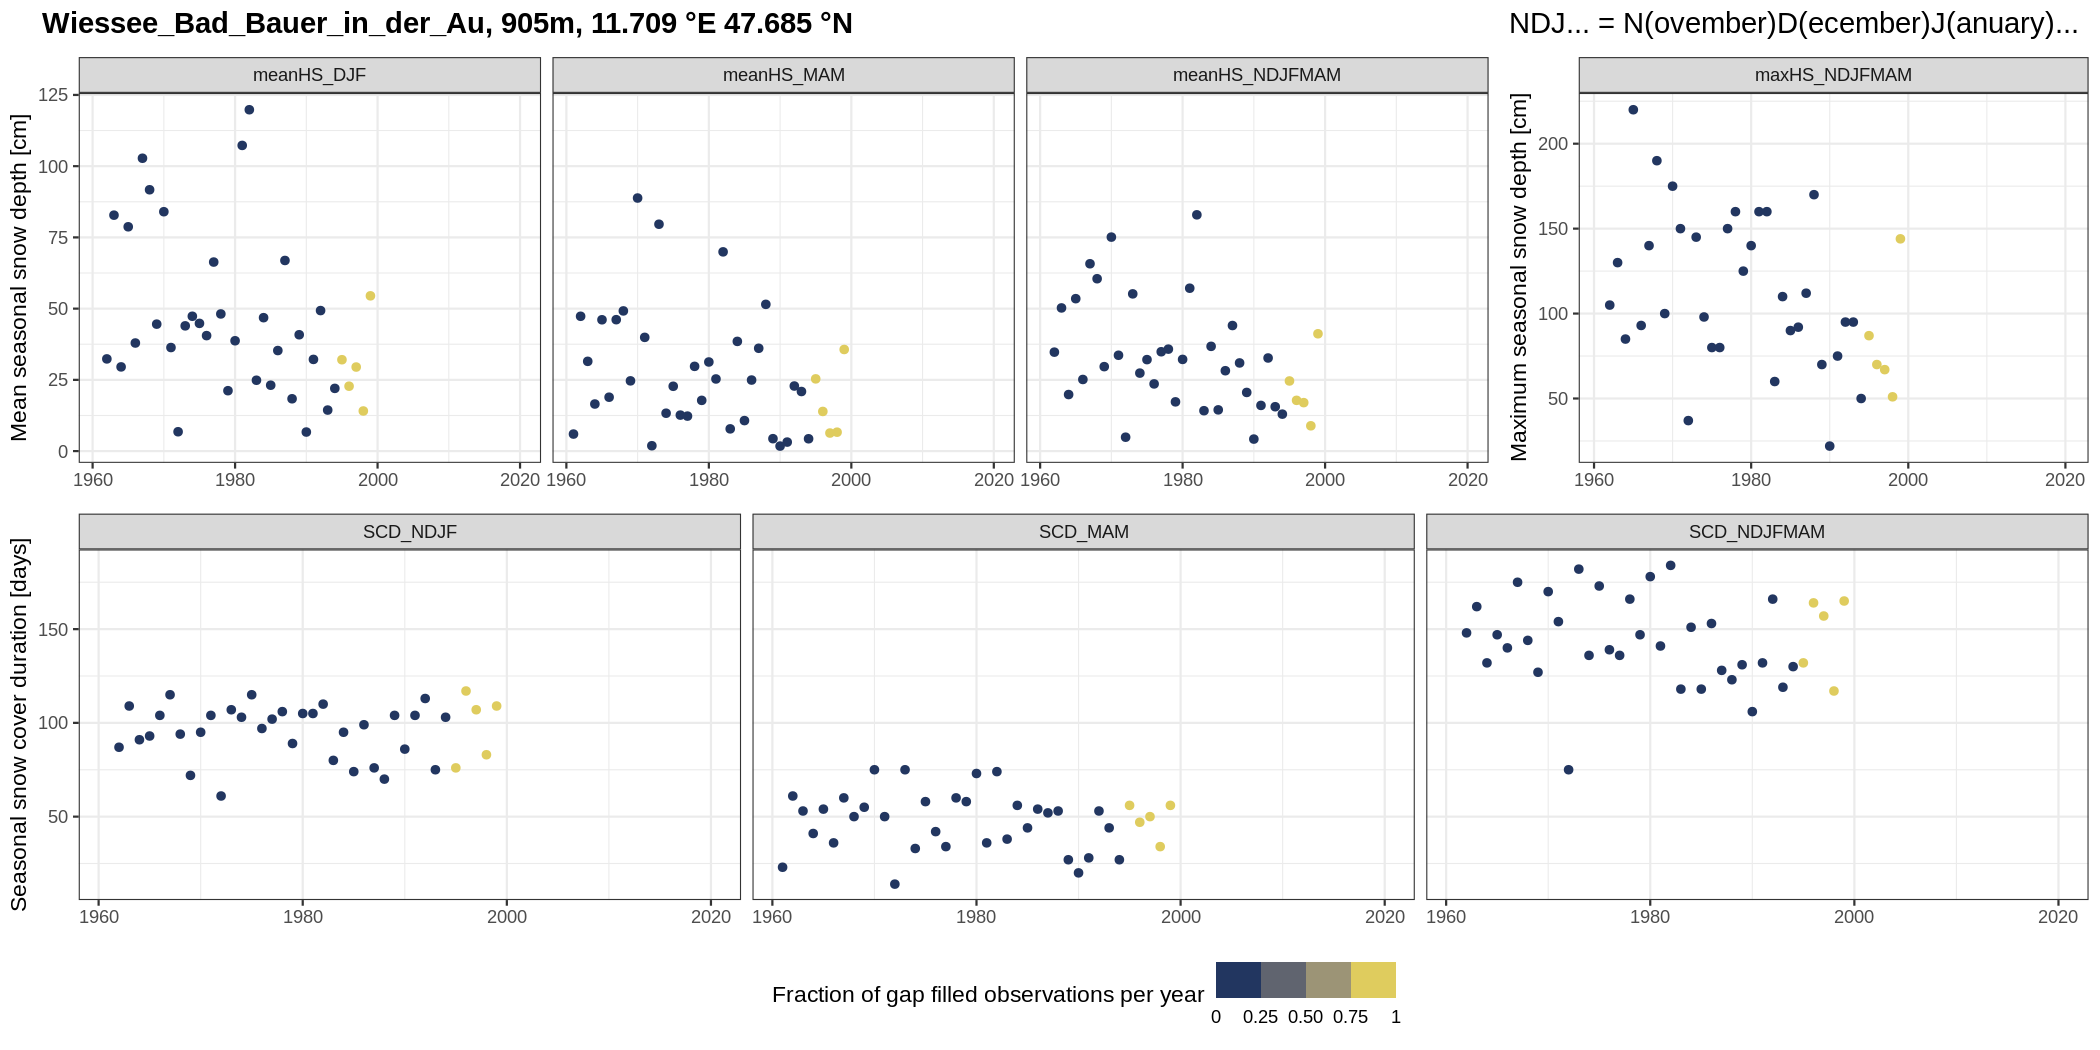 Wiessee_Bad_Bauer_in_der_Au, 905m, 11.709 °E 47.685 °N
NDJ... = N(ovember)D(ecember)J(anuary)...
meanHS_DJF
meanHS_MAM
meanHS_NDJFMAM
maxHS_NDJFMAM
Mean seasonal snow depth [cm]
125
100
75
50
25
0
1960 1980 2000 2020
1960 1980 2000 2020
1960 1980 2000 2020
Maximum seasonal snow depth [cm]
200
150
100
50
1960 1980 2000 2020
SCD_NDJF
SCD_MAM
SCD_NDJFMAM
Seasonal snow cover duration [days]
150
100
50
1960 1980 2000 2020
1960 1980 2000 2020
1960 1980 2000 2020
Fraction of gap filled observations per year
0 0.25 0.50 0.75 1